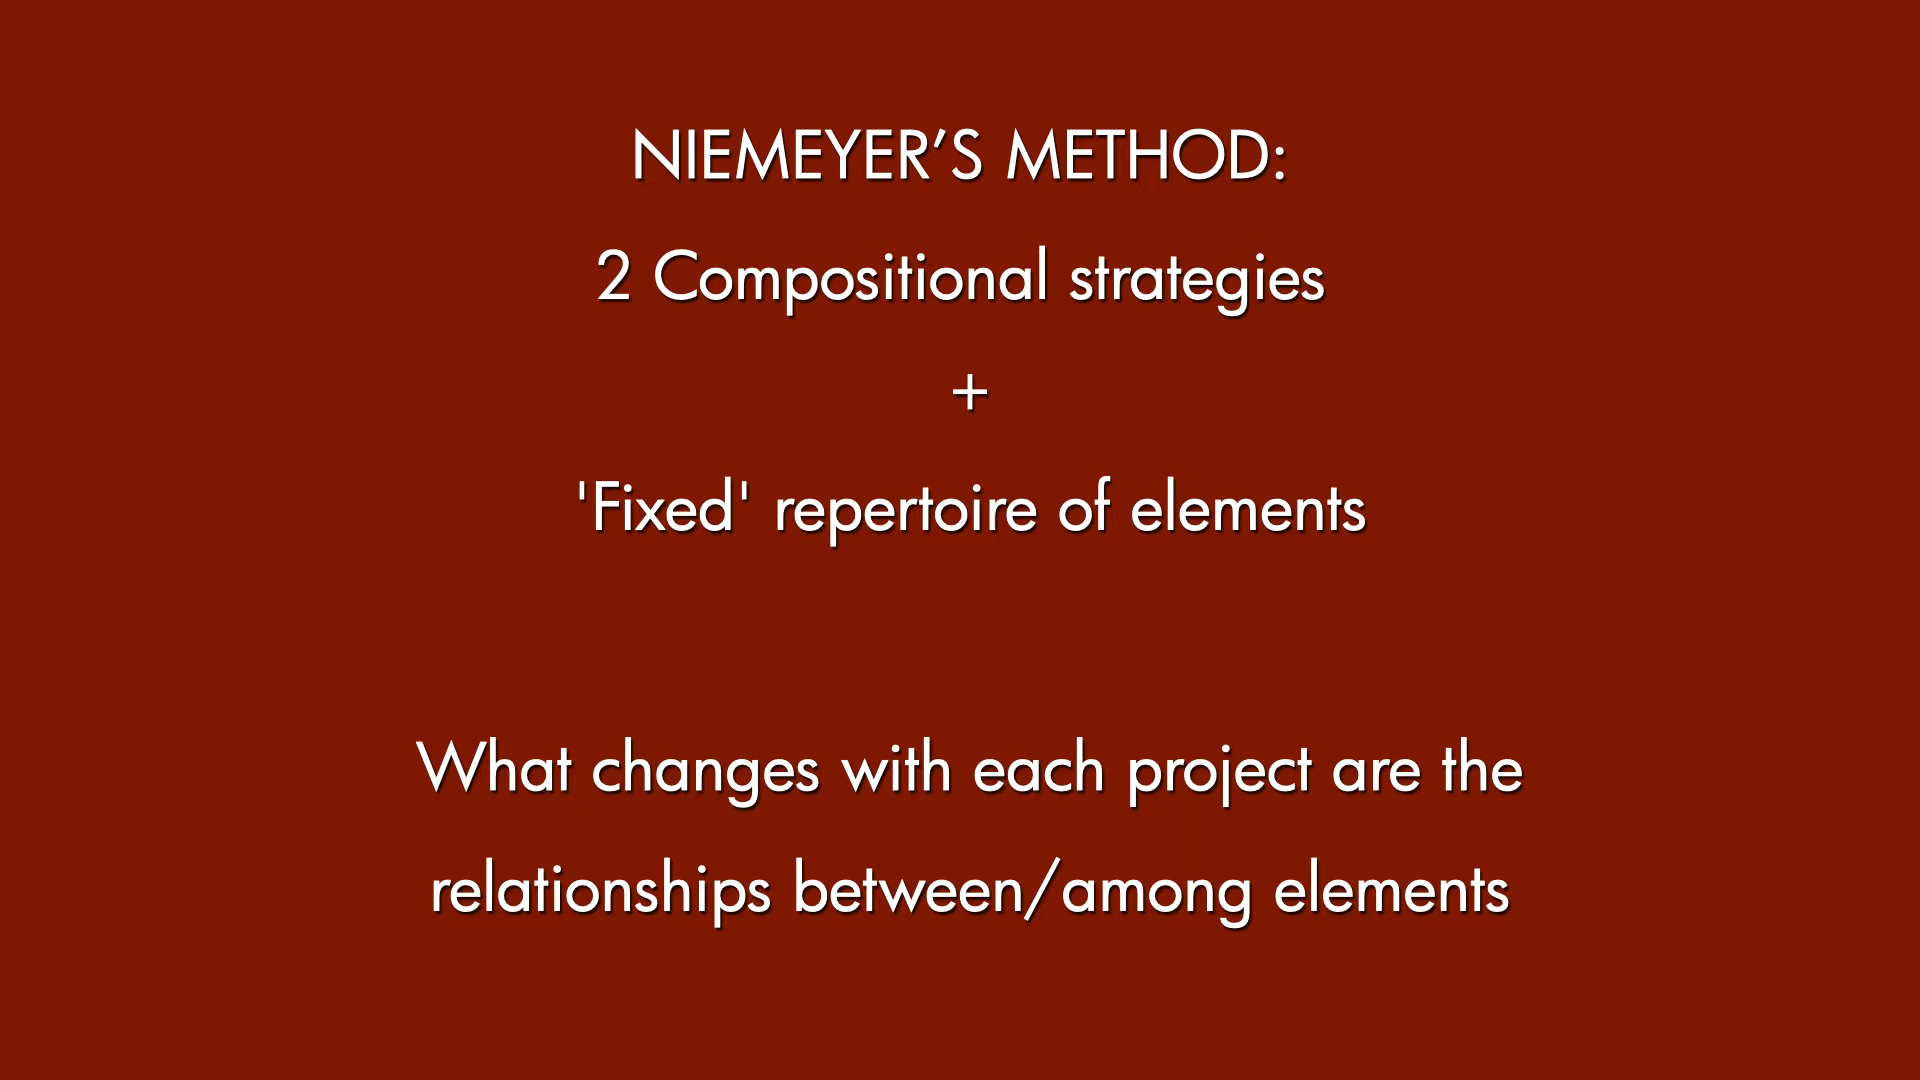 NIEMEYER’S METHOD:
2 Compositional strategies
+
'Fixed' repertoire of elements
What changes with each project are the
relationships between/among elements